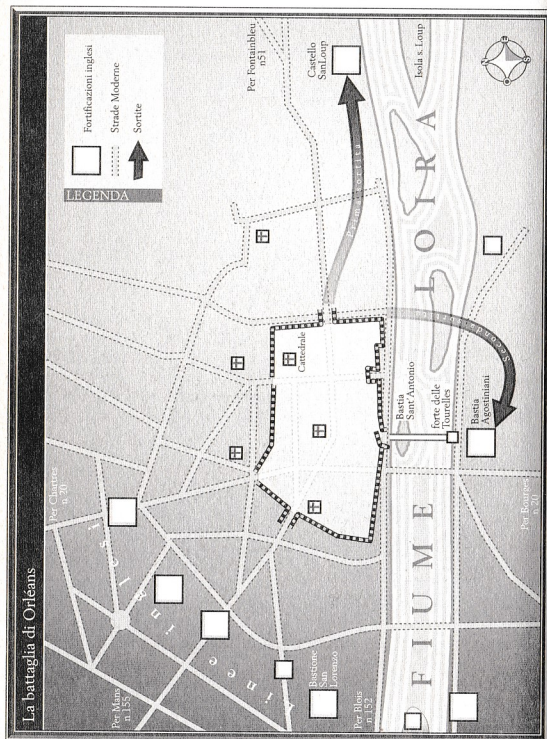 La battaglia di Orléans
LEGENDA
Fortificazioni inglesi
Strade Moderne
Sortite
Per Fontainbleu
n51
Castello
SanLoup
Isola s. Loup
Prima sortita
Per Chartres
n 20
Cattedrale
Linee inglesi
Per Mans
n 155
Bastione
San
Lorenzo
Per Blois
n 152
Bastia
Sant'Antonio
forte delle
Tourelles
Bastia
Agostiniani
Seconda sortita
FIUME LOIRA
n 20
N
S